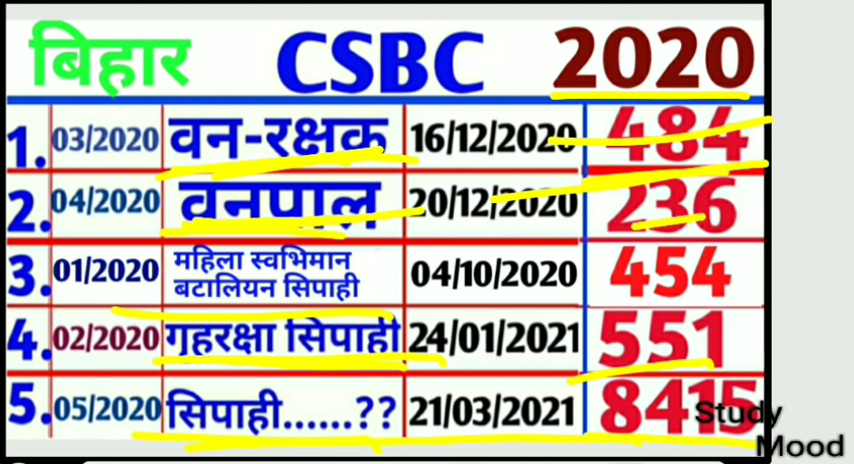 बिहार CSBC 2020
1. 03/2020 वन-रक्षक 16/12/2020 484
2. 04/2020 वनपाल 20/12/2020 236
3. 01/2020 महिला स्वभिमान बटालियन सिपाही 04/10/2020 454
4. 02/2020 गृहरक्षा सिपाही 24/01/2021 551
5. 05/2020 सिपाही......?? 21/03/2021 8415
Study
Mood